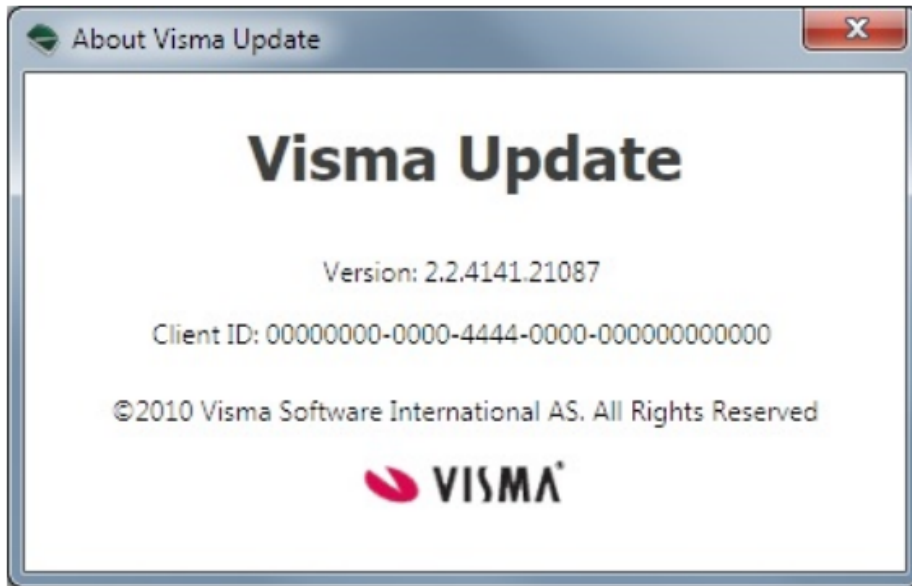 About Visma Update
Visma Update
Version: 2.2.4141.21087
Client ID: 00000000-0000-4444-0000-000000000000
©2010 Visma Software International AS. All Rights Reserved
VISMA®